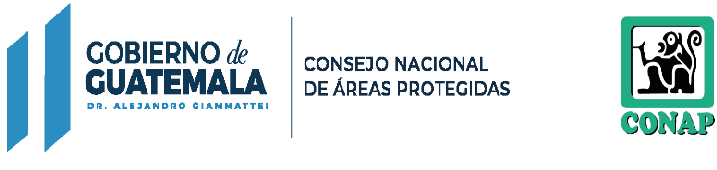 GOBIERNO de
GUATEMALA
DR. ALEJANDRO GIAMMATTEI
CONSEJO NACIONAL
DE ÁREAS PROTEGIDAS
CONAP